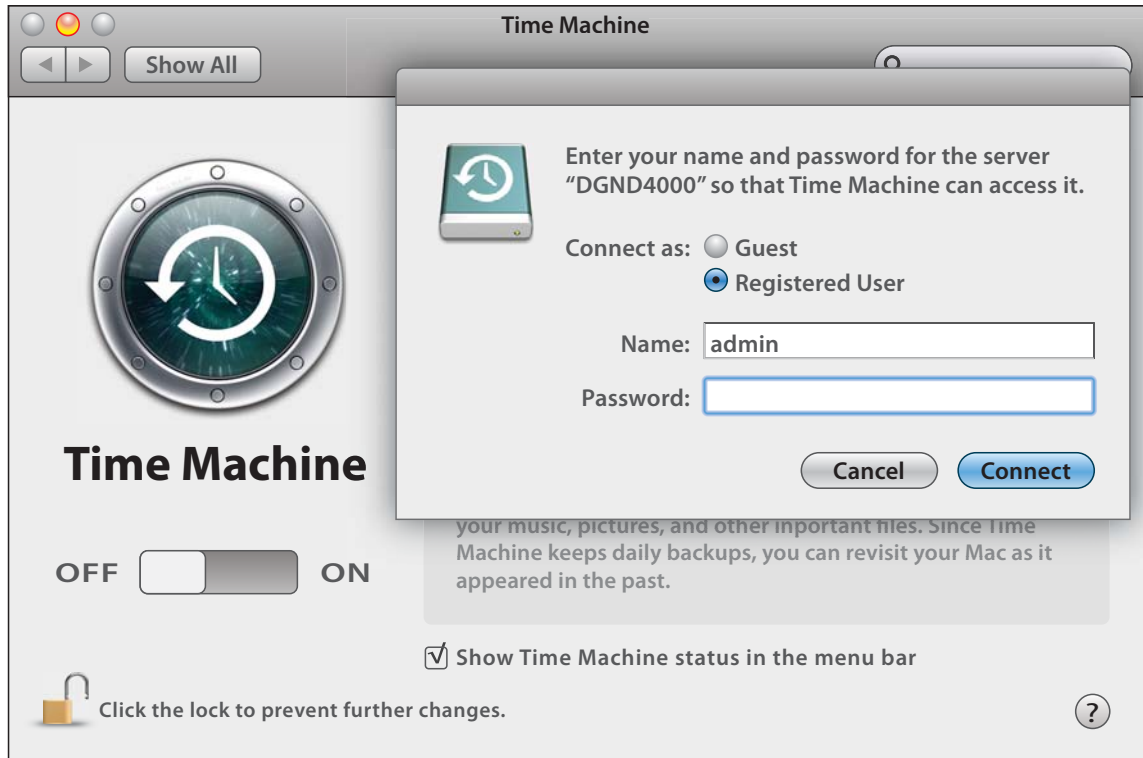 Time Machine
Show All
Enter your name and password for the server
“DGND4000” so that Time Machine can access it.
Connect as: Guest
Registered User
Name: admin
Password:
Cancel Connect
Time Machine
your music, pictures, and other inportant files. Since Time
Machine keeps daily backups, you can revisit your Mac as it
appeared in the past.
OFF ON
Show Time Machine status in the menu bar
Click the lock to prevent further changes.
?